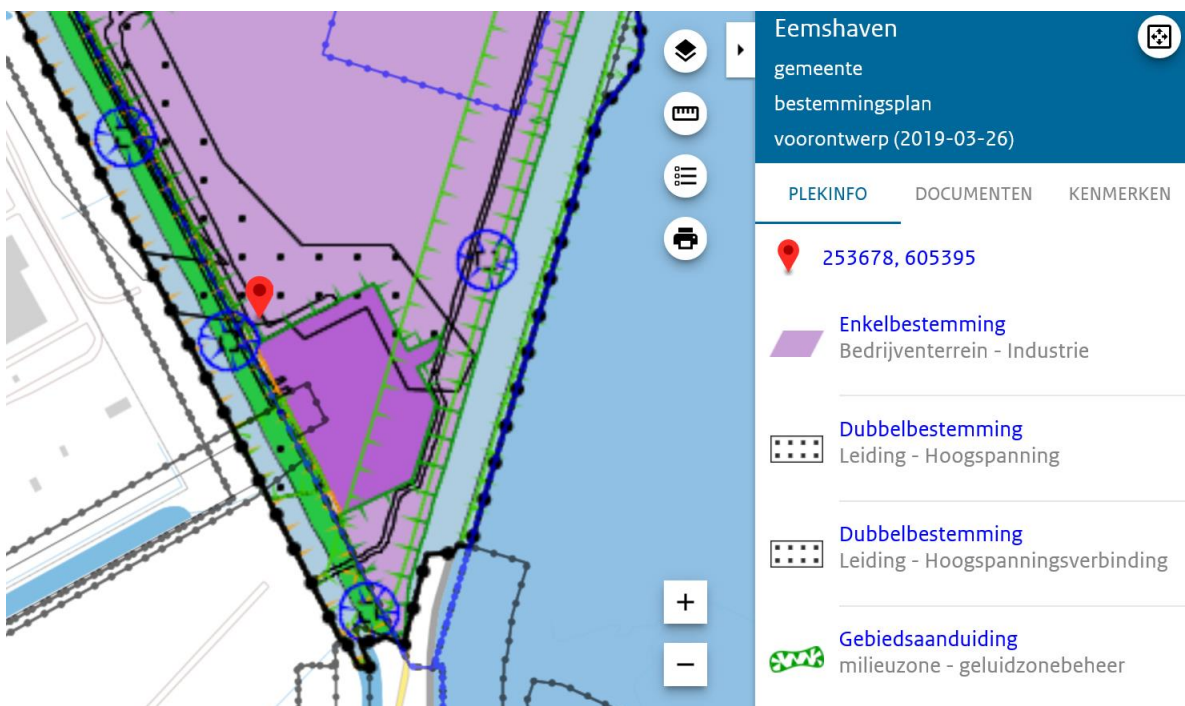 Eemshaven
gemeente
bestemmingsplan
voorontwerp (2019-03-26)
PLEKINFO DOCUMENTEN KENMERKEN
253678, 605395
Enkelbestemming
Bedrijventerrein - Industrie
Dubbelbestemming
Leiding - Hoogspanning
Dubbelbestemming
Leiding - Hoogspanningsverbinding
Gebiedsaanduiding
milieuzone - geluidzonebeheer